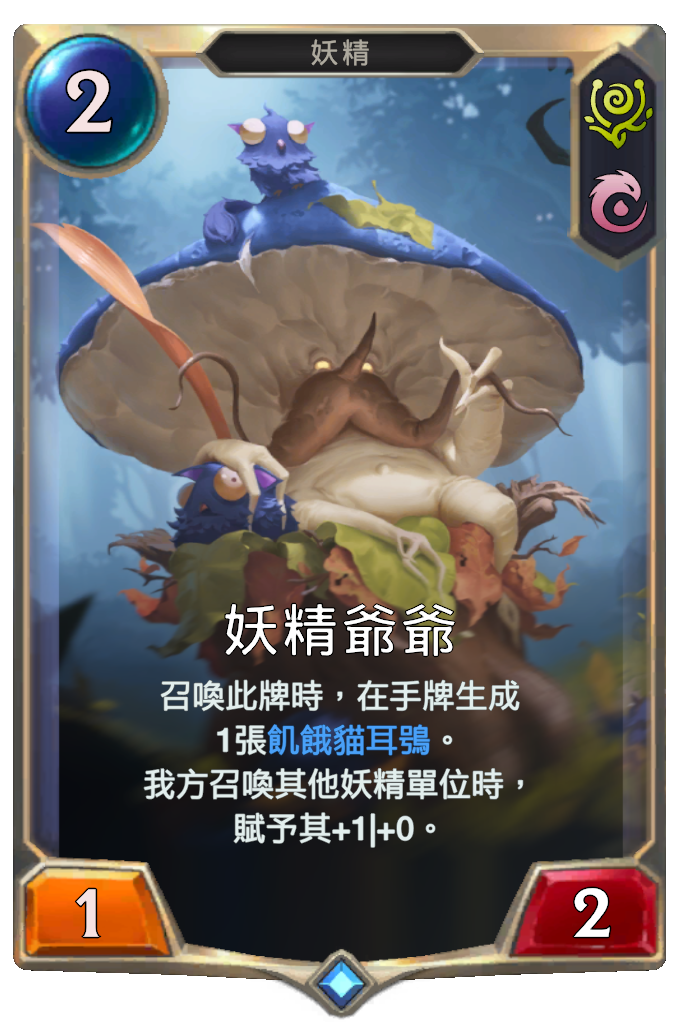 妖精
2
妖精爺爺
召喚此牌時,在手牌生成
1張飢餓貓耳鴞。
我方召喚其他妖精單位時,
賦予其+1|+0。
1
2